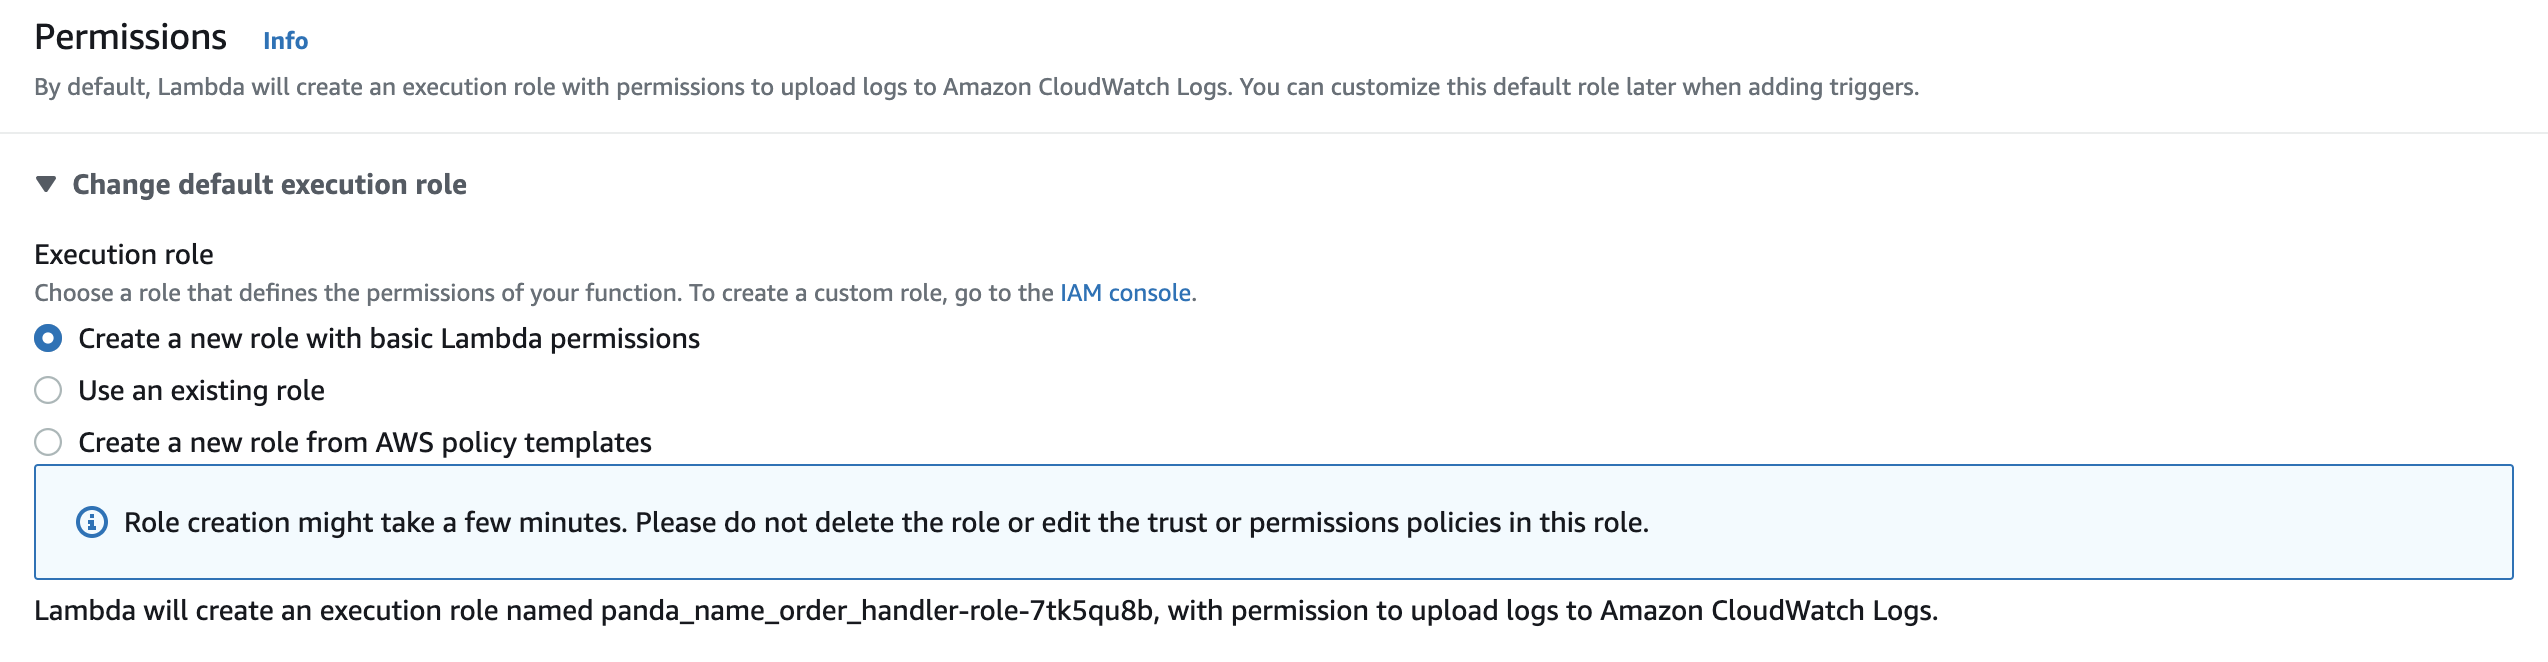 Permissions Info
By default, Lambda will create an execution role with permissions to upload logs to Amazon CloudWatch Logs. You can customize this default role later when adding triggers.
Change default execution role
Execution role
Choose a role that defines the permissions of your function. To create a custom role, go to the IAM console.
Create a new role with basic Lambda permissions
Use an existing role
Create a new role from AWS policy templates
Role creation might take a few minutes. Please do not delete the role or edit the trust or permissions policies in this role.
Lambda will create an execution role named panda_name_order_handler-role-7tk5qu8b, with permission to upload logs to Amazon CloudWatch Logs.